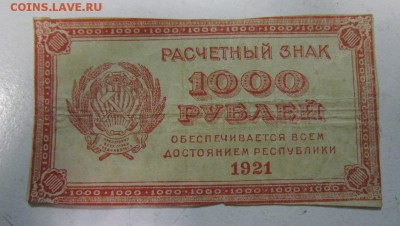 COINS.LAVE.RU
РАСЧЕТНЫЙ ЗНАК
1000
РУБЛЕЙ
ОБЕСПЕЧИВАЕТСЯ ВСЕМ
ДОСТОЯНИЕМ РЕСПУБЛИКИ
1921